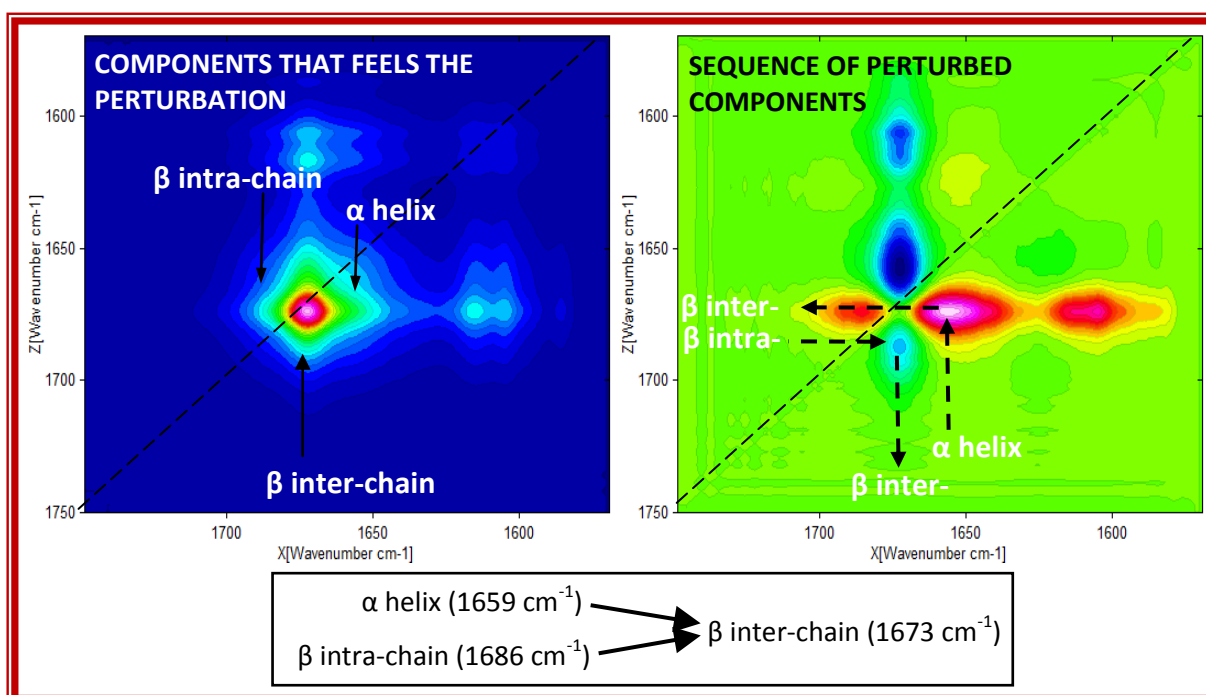 COMPONENTS THAT FEELS THE
PERTURBATION
1600
β intra-chain
α helix
1650
Z[Wavenumber cm-1]
1700
β inter-chain
1750
1700
1650
1600
X[Wavenumber cm-1]
SEQUENCE OF PERTURBED
COMPONENTS
1600
1650
Z[Wavenumber cm-1]
β inter-
β intra-
1700
α helix
β inter-
1750
1700
1650
1600
X[Wavenumber cm-1]
α helix (1659 cm⁻¹)
β intra-chain (1686 cm⁻¹)
β inter-chain (1673 cm⁻¹)